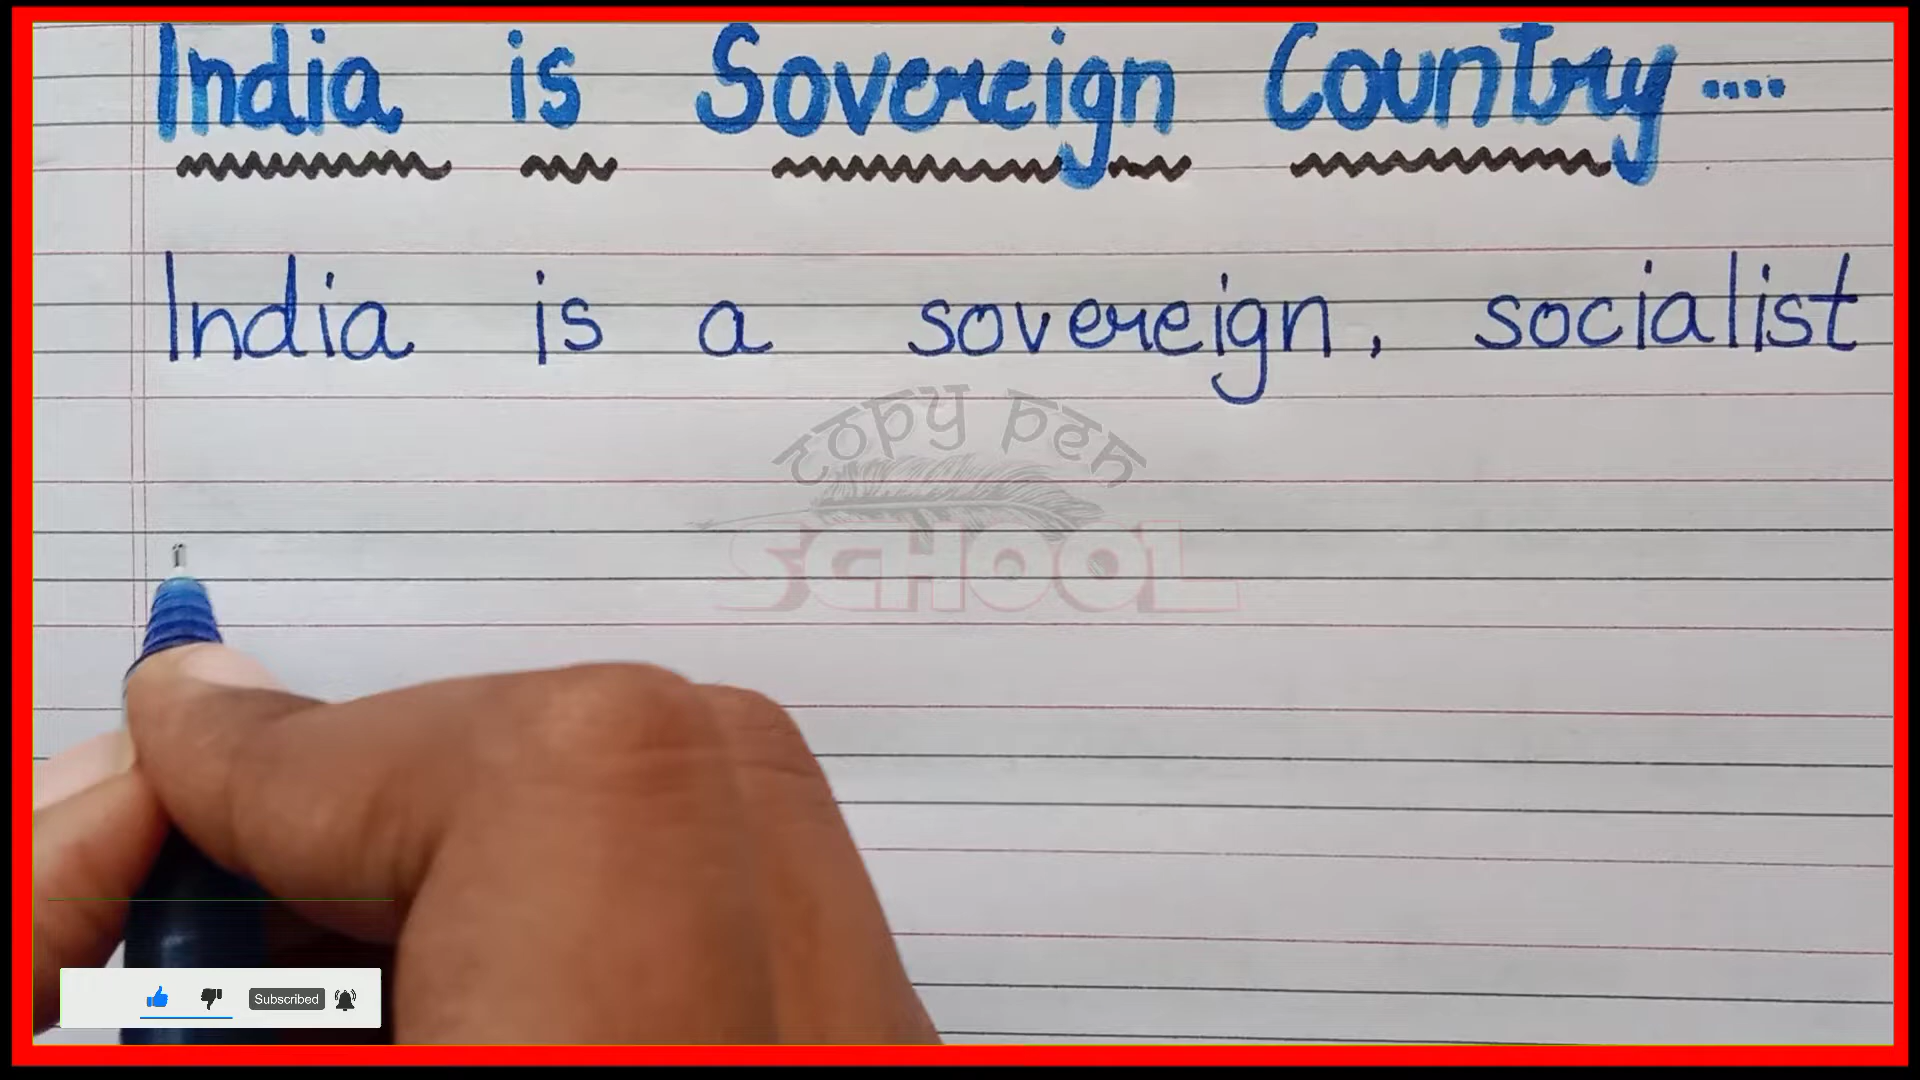 India is Sovereign Country....
India is a sovereign, socialist
copy pen
SCHOOL
Subscribed